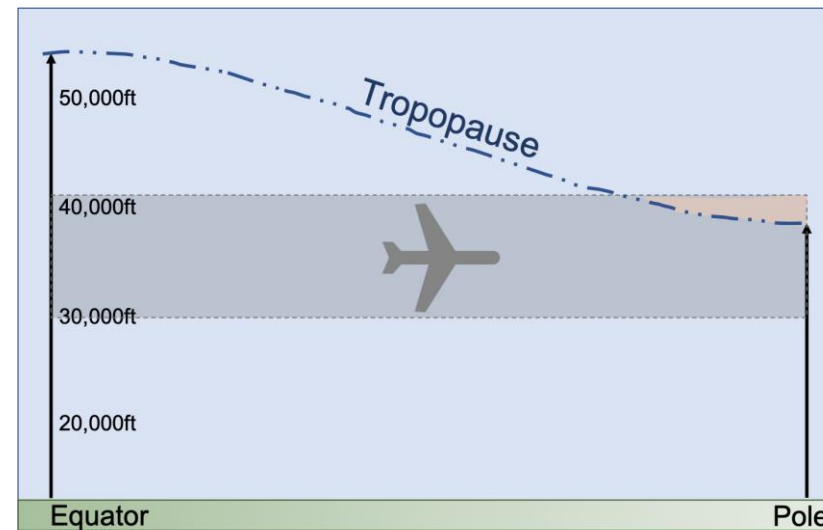 Tropopause
50,000ft
40,000ft
30,000ft
20,000ft
Equator
Pole